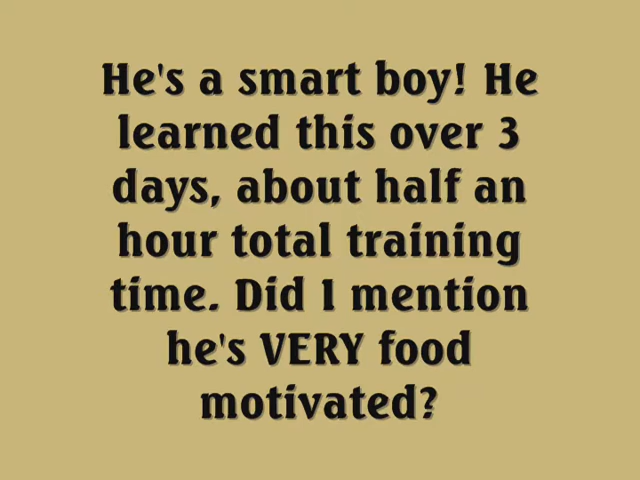 He's a smart boy! He
learned this over 3
days, about half an
hour total training
time. Did I mention
he's VERY food
motivated?